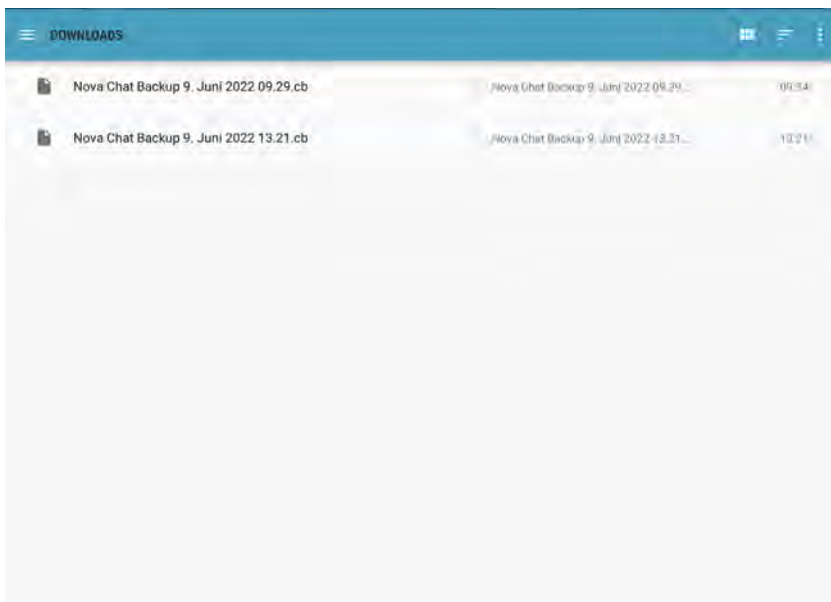 DOWNLOADS
Nova Chat Backup 9. Juni 2022 09.29.cb Nova Chat Backup 9. Juni 2022 09.29... 09:34
Nova Chat Backup 9. Juni 2022 13.21.cb Nova Chat Backup 9. Juni 2022 13.21... 13:21